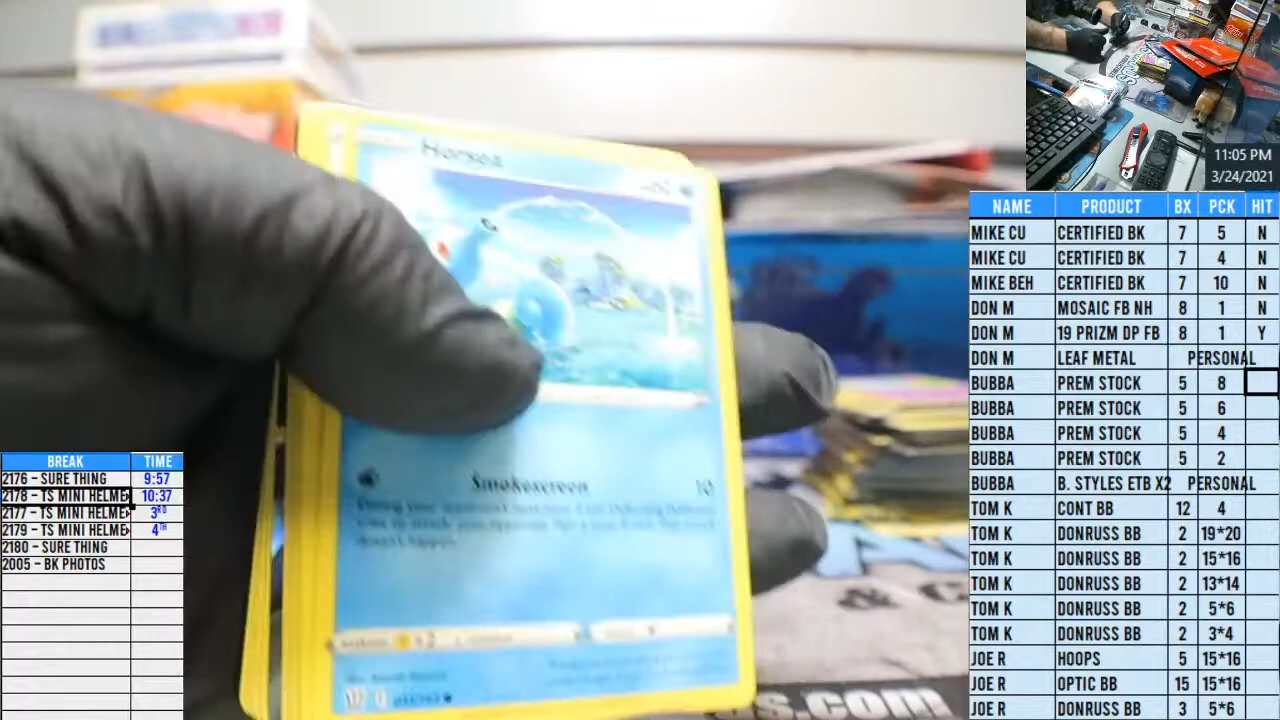 Horsea
Smokescreen 10
x2
& C
us.com
11:05 PM
3/24/2021
NAME PRODUCT BX PCK HIT
MIKE CU CERTIFIED BK 7 5 N
MIKE CU CERTIFIED BK 7 4 N
MIKE BEH CERTIFIED BK 7 10 N
DON M MOSAIC FB NH 8 1 N
DON M 19 PRIZM DP FB 8 1 Y
DON M LEAF METAL PERSONAL
BUBBA PREM STOCK 5 8
BUBBA PREM STOCK 5 6
BUBBA PREM STOCK 5 4
BUBBA PREM STOCK 5 2
BUBBA B. STYLES ETB X2 PERSONAL
TOM K CONT BB 12 4
TOM K DONRUSS BB 2 19*20
TOM K DONRUSS BB 2 15*16
TOM K DONRUSS BB 2 13*14
TOM K DONRUSS BB 2 5*6
TOM K DONRUSS BB 2 3*4
JOE R HOOPS 5 15*16
JOE R OPTIC BB 15 15*16
JOE R DONRUSS BB 3 5*6
BREAK TIME
2176 - SURE THING 9:57
2178 - TS MINI HELME 10:37
2177 - TS MINI HELME 3RD
2179 - TS MINI HELME 4TH
2180 - SURE THING
2005 - BK PHOTOS